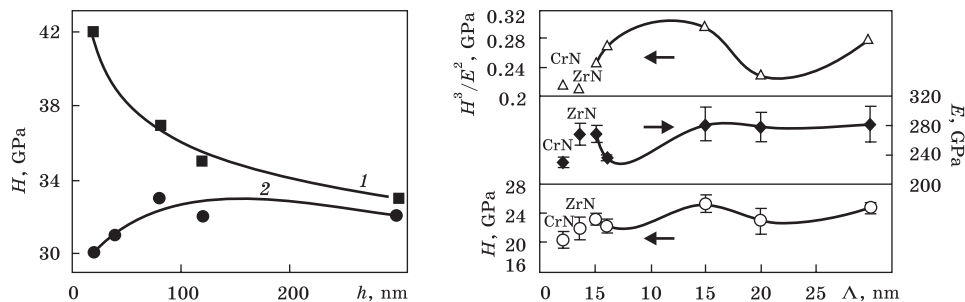 42
38
34
30
H, GPa
1
2
0
100
200
h, nm
0.32
0.28
0.24
0.2
H³/E², GPa
CrN
ZrN
320
280
240
200
E, GPa
ZrN
CrN
28
24
20
16
H, GPa
ZrN
CrN
0 15 5 10 15 20 25 Λ, nm